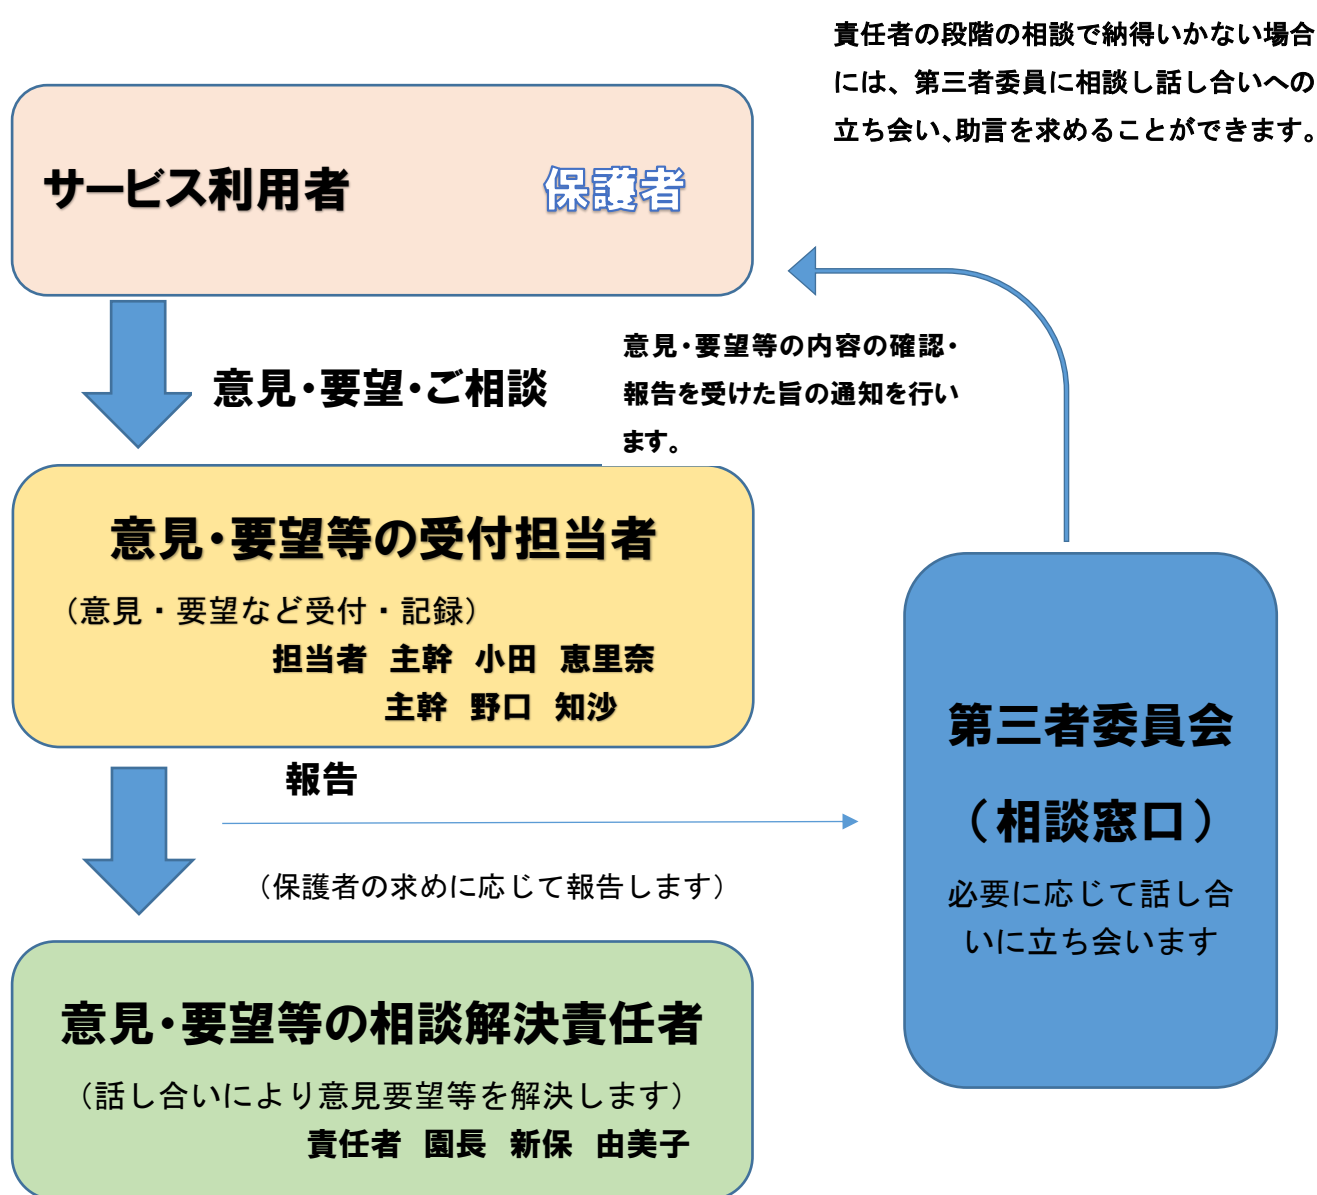 責任者の段階の相談で納得いかない場合
には、第三者委員に相談し話し合いへの
立ち会い、助言を求めることができます。
サービス利用者　保護者
意見・要望・ご相談
意見・要望等の内容の確認・
報告を受けた旨の通知を行い
ます。
意見・要望等の受付担当者
（意見・要望など受付・記録）
担当者　主幹　小田　恵里奈
主幹　野口　知沙
報告
（保護者の求めに応じて報告します）
第三者委員会
（相談窓口）
必要に応じて話し合
いに立ち会います
意見・要望等の相談解決責任者
（話し合いにより意見要望等を解決します）
責任者　園長　新保　由美子